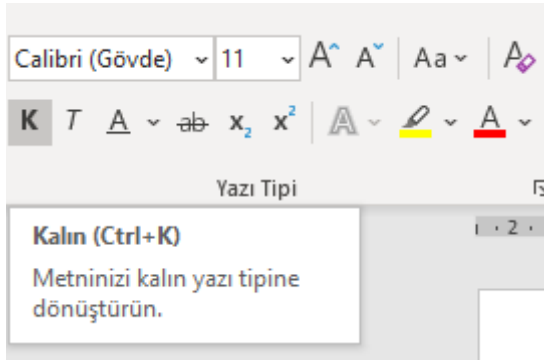 Calibri (Gövde) 11 A A Aa A
K T A ab x2 x2 A A
Yazı Tipi
Kalın (Ctrl+K)
Metninizi kalın yazı tipine
dönüştürün.
2